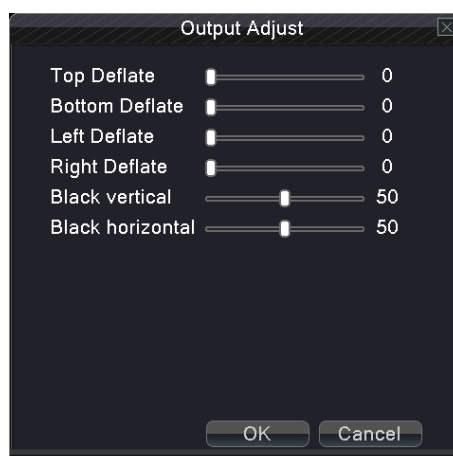 Output Adjust
Top Deflate 0
Bottom Deflate 0
Left Deflate 0
Right Deflate 0
Black vertical 50
Black horizontal 50
OK Cancel